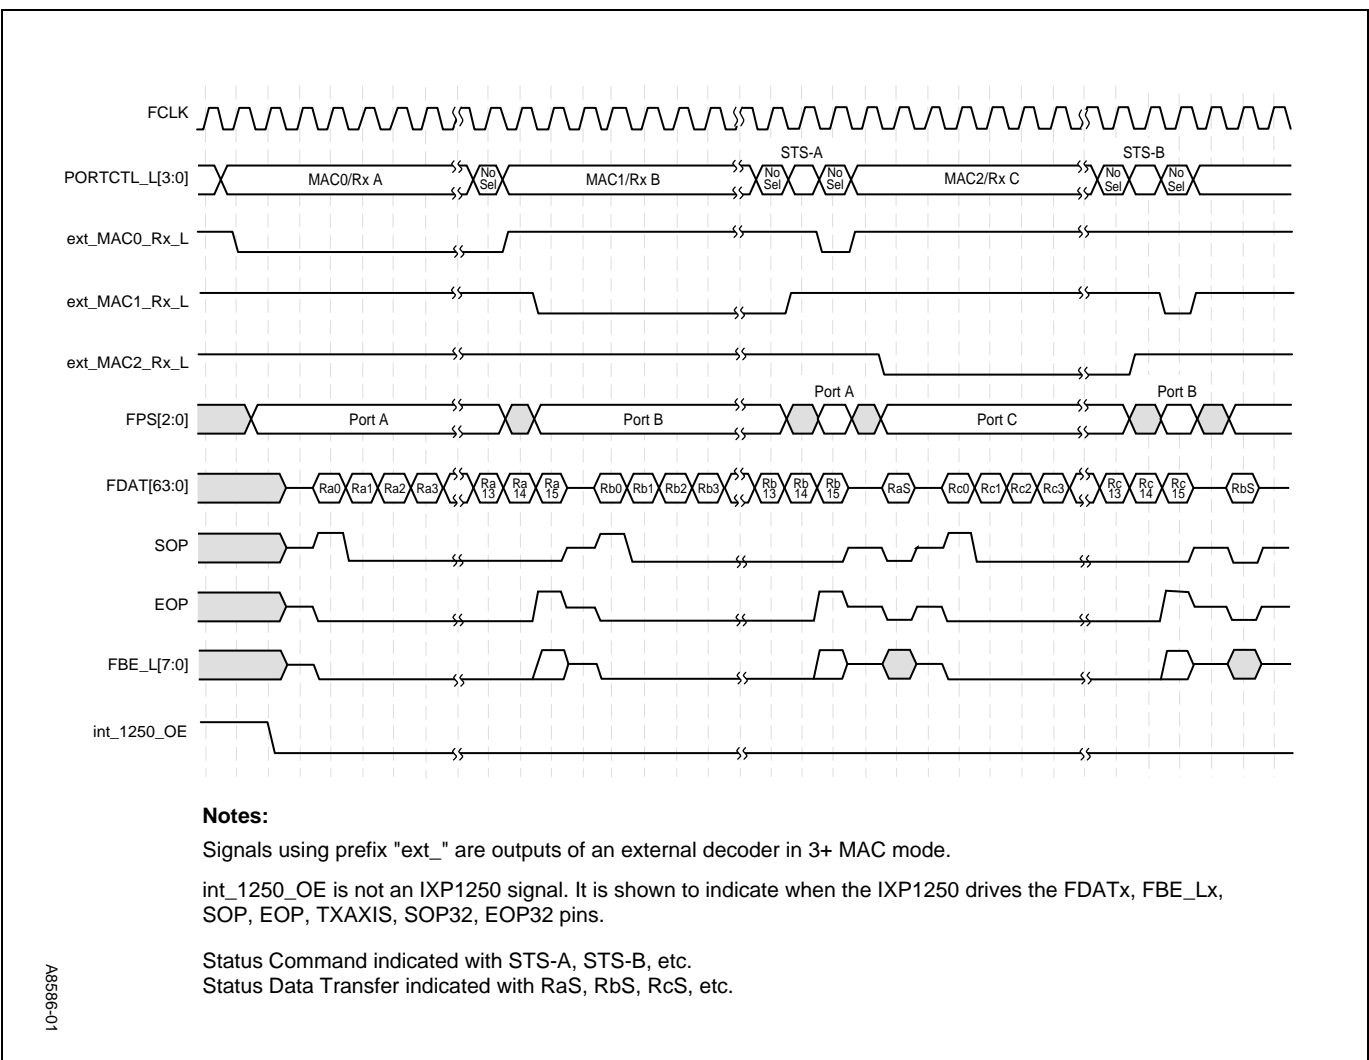 FCLK
PORTCTL_L[3:0]
MAC0/Rx A
No Sel
MAC1/Rx B
STS-A
No Sel
No Sel
MAC2/Rx C
STS-B
No Sel
No Sel
ext_MAC0_Rx_L
ext_MAC1_Rx_L
ext_MAC2_Rx_L
FPS[2:0]
Port A
Port B
Port A
Port C
Port B
FDAT[63:0]
Ra0 Ra1 Ra2 Ra3 Ra 13 Ra 14 Ra 15 Rb0 Rb1 Rb2 Rb3 Rb 13 Rb 14 Rb 15 RaS Rc0 Rc1 Rc2 Rc3 Rc 13 Rc 14 Rc 15 RbS
SOP
EOP
FBE_L[7:0]
int_1250_OE
Notes:
Signals using prefix "ext_" are outputs of an external decoder in 3+ MAC mode.
int_1250_OE is not an IXP1250 signal. It is shown to indicate when the IXP1250 drives the FDATx, FBE_Lx,
SOP, EOP, TXAXIS, SOP32, EOP32 pins.
Status Command indicated with STS-A, STS-B, etc.
Status Data Transfer indicated with RaS, RbS, RcS, etc.
A8586-01